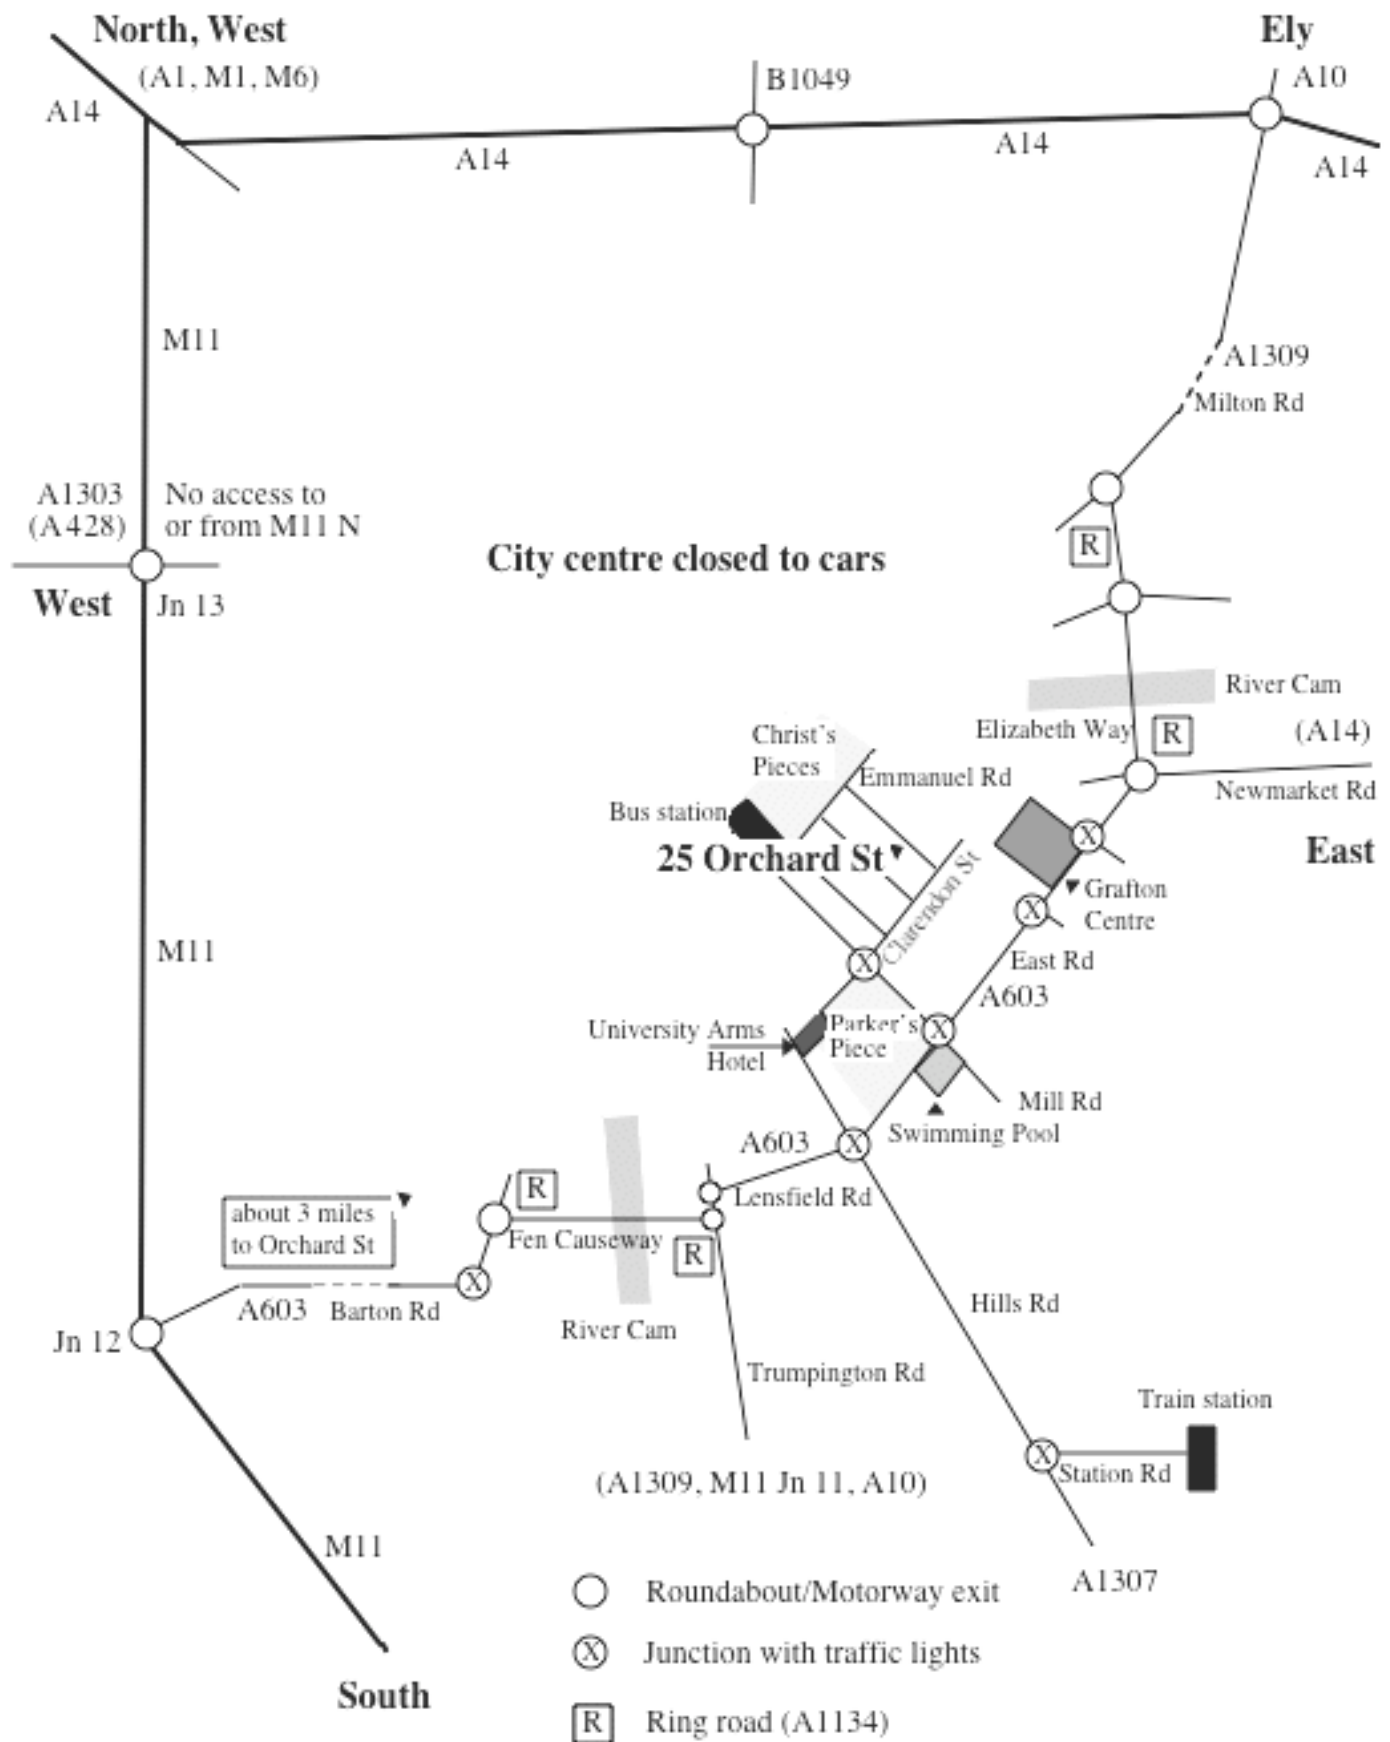 North, West
Ely
(A1, M1, M6)
B1049
A10
A14
A14
A14
A14
M11
A1309
Milton Rd
A1303
(A428)
No access to
or from M11 N
R
City centre closed to cars
West
Jn 13
River Cam
Elizabeth Way
R
(A14)
Christ's
Pieces
Emmanuel Rd
Newmarket Rd
Bus station
25 Orchard St
X
East
Clarendon St
Grafton
Centre
X
M11
X
East Rd
A603
University Arms
Hotel
Parker's
Piece
X
Mill Rd
Swimming Pool
A603
X
R
Lensfield Rd
about 3 miles
to Orchard St
Fen Causeway
R
X
A603
Barton Rd
Hills Rd
River Cam
Jn 12
Trumpington Rd
Train station
X
Station Rd
(A1309, M11 Jn 11, A10)
M11
A1307
Roundabout/Motorway exit
X
Junction with traffic lights
South
R
Ring road (A1134)